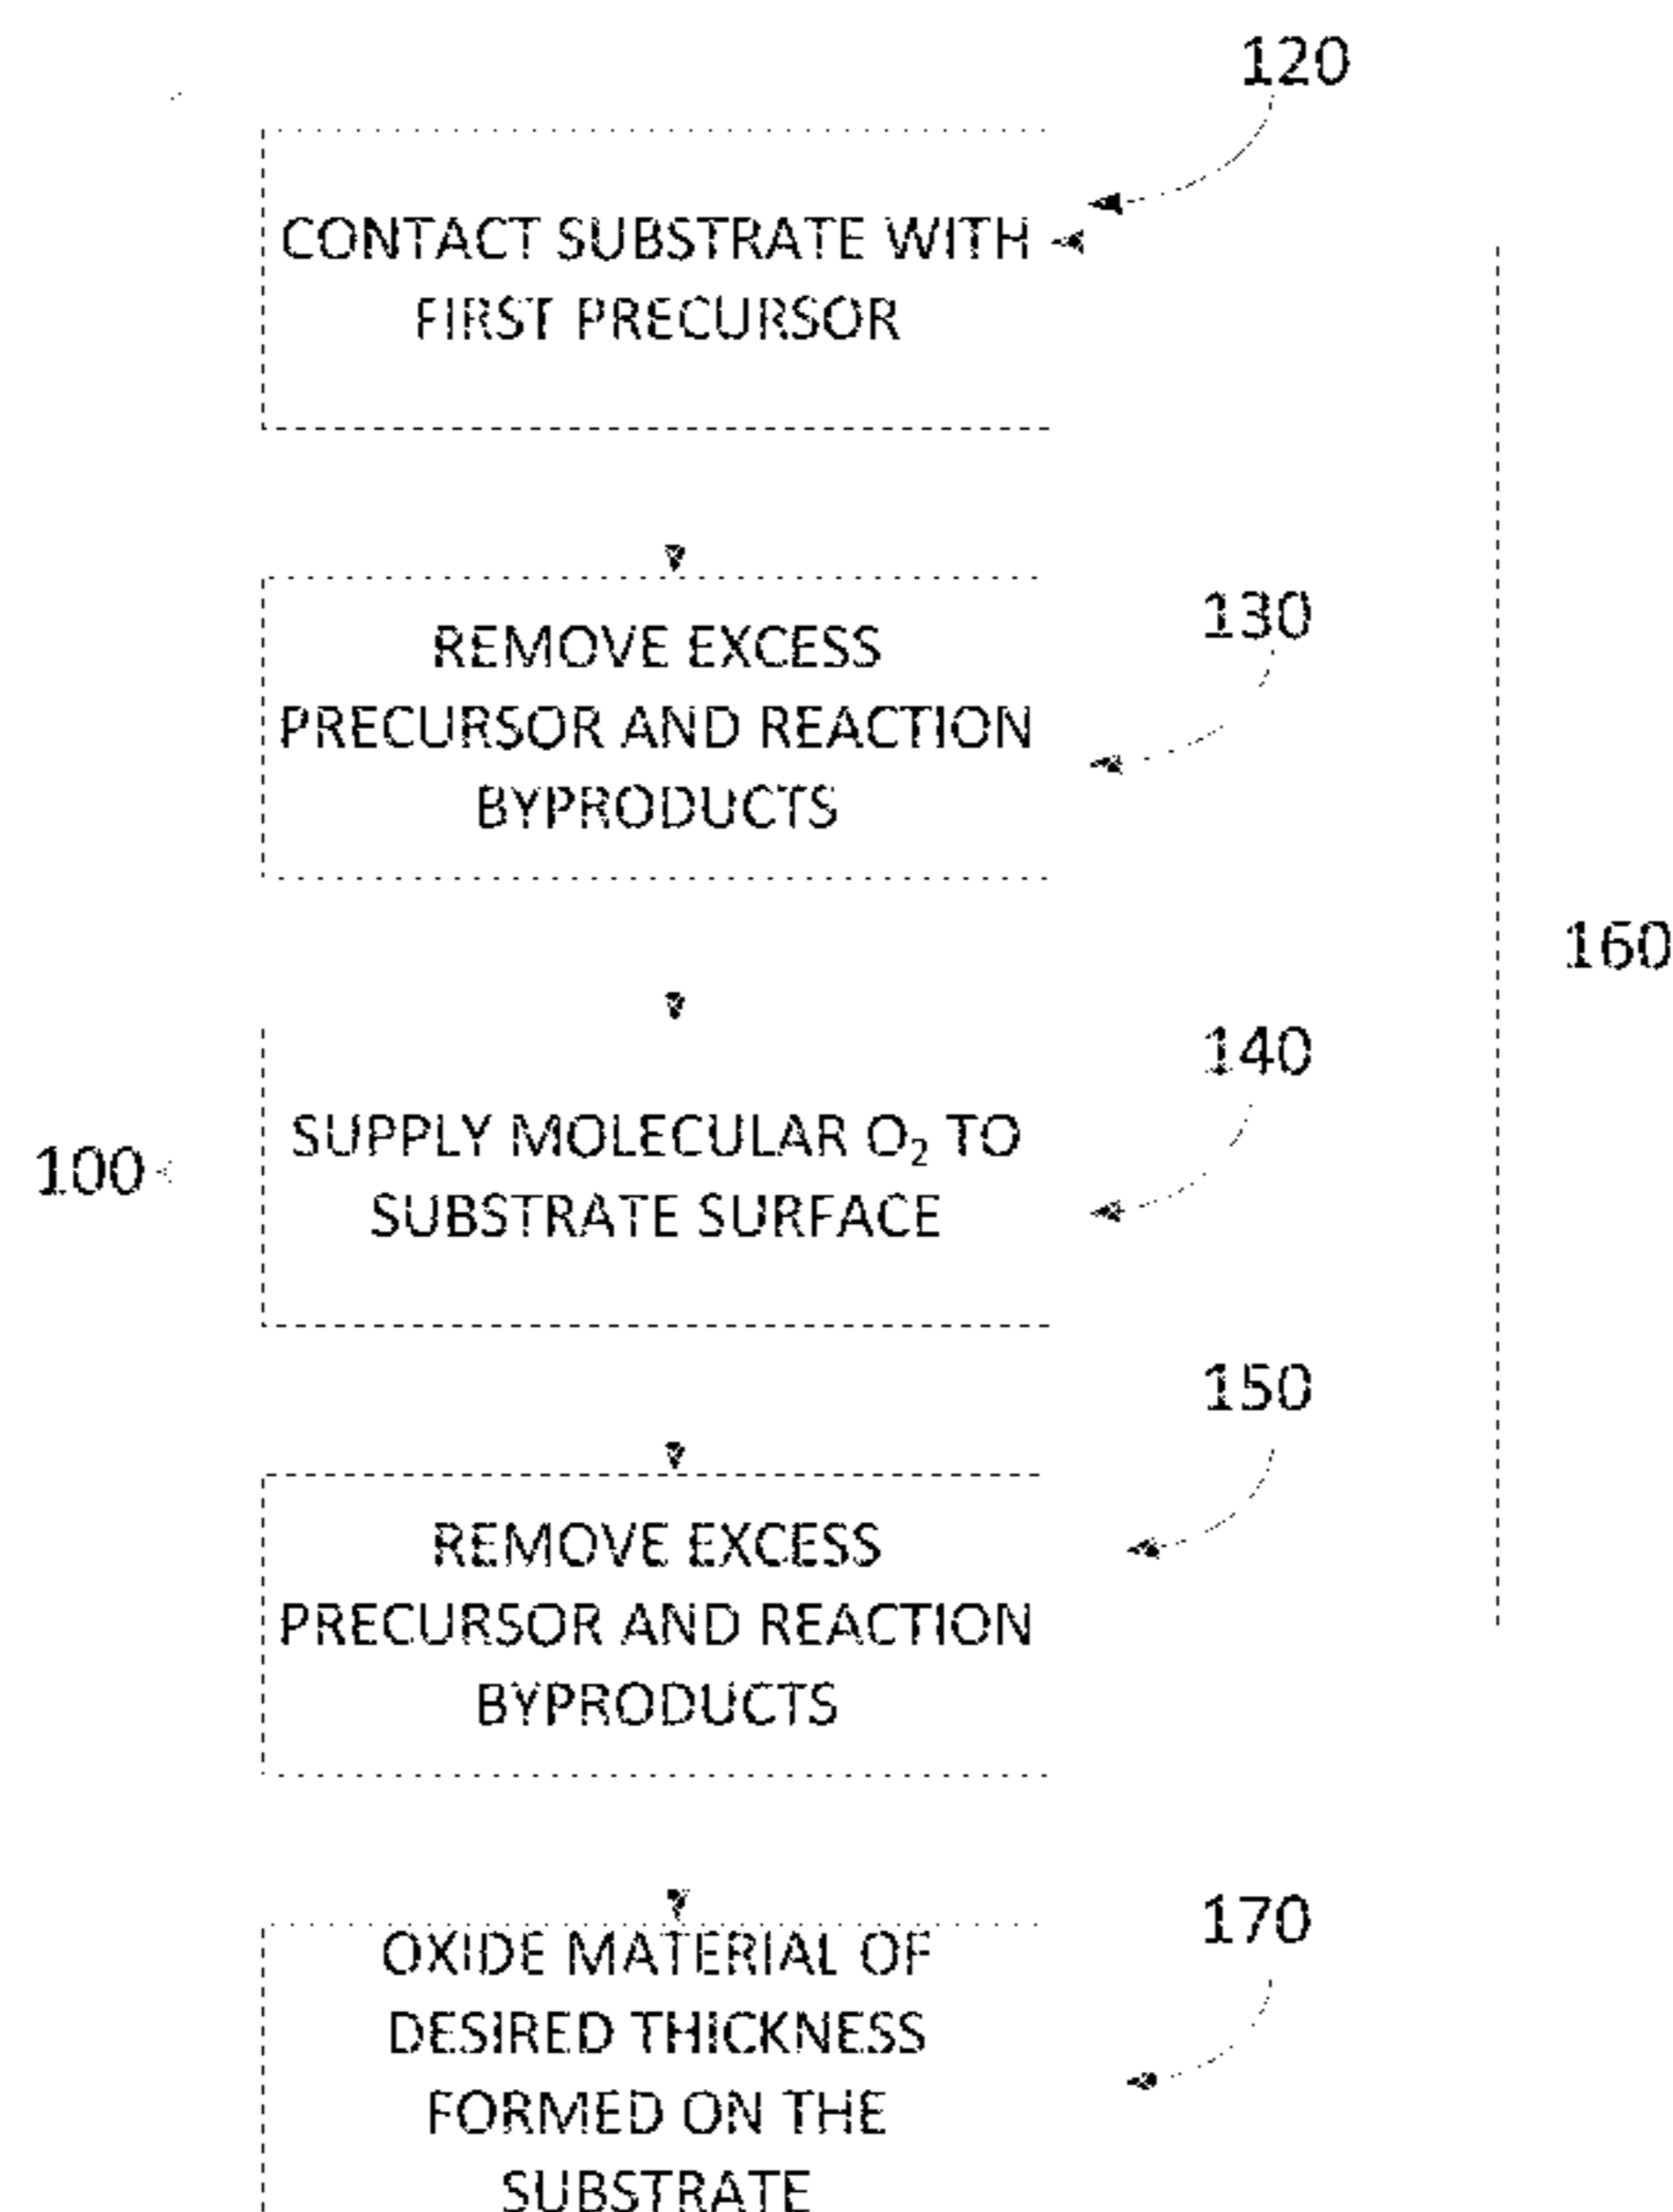 120
CONTACT SUBSTRATE WITH
FIRST PRECURSOR
REMOVE EXCESS
130
PRECURSOR AND REACTION
BYPRODUCTS
160
140
SUPPLY MOLECULAR O₂ TO
100
SUBSTRATE SURFACE
150
REMOVE EXCESS
PRECURSOR AND REACTION
BYPRODUCTS
170
OXIDE MATERIAL OF
DESIRED THICKNESS
FORMED ON THE
SUBSTRATE